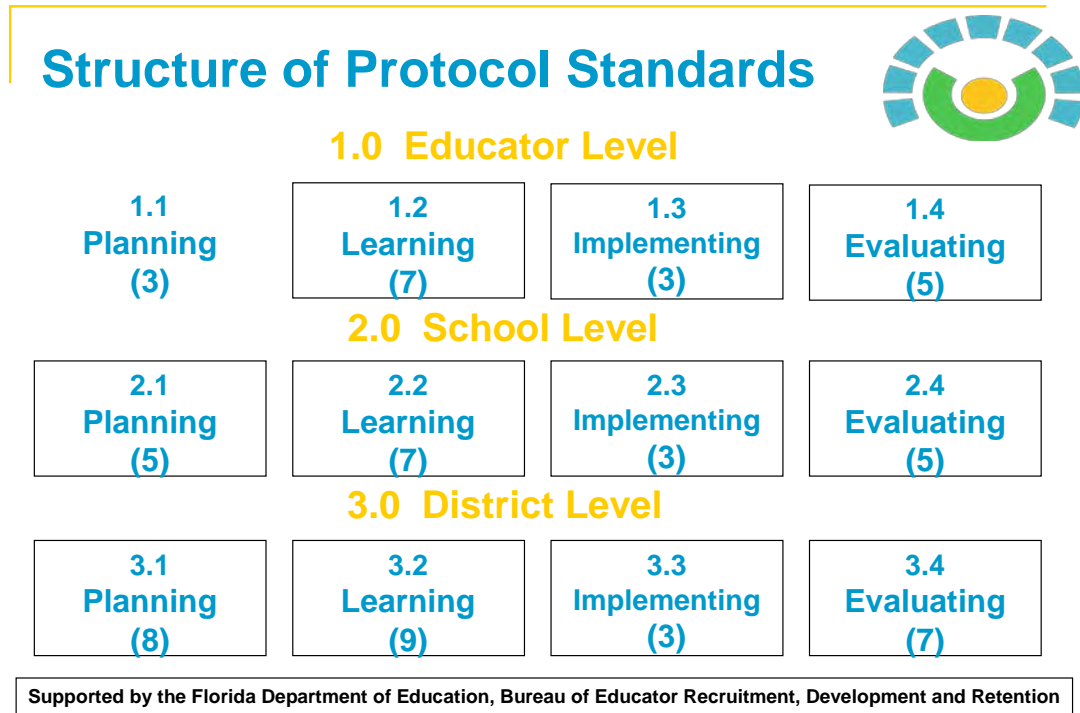 Structure of Protocol Standards
1.0 Educator Level
1.1
Planning
(3)
1.2
Learning
(7)
1.3
Implementing
(3)
1.4
Evaluating
(5)
2.0 School Level
2.1
Planning
(5)
2.2
Learning
(7)
2.3
Implementing
(3)
2.4
Evaluating
(5)
3.0 District Level
3.1
Planning
(8)
3.2
Learning
(9)
3.3
Implementing
(3)
3.4
Evaluating
(7)
Supported by the Florida Department of Education, Bureau of Educator Recruitment, Development and Retention